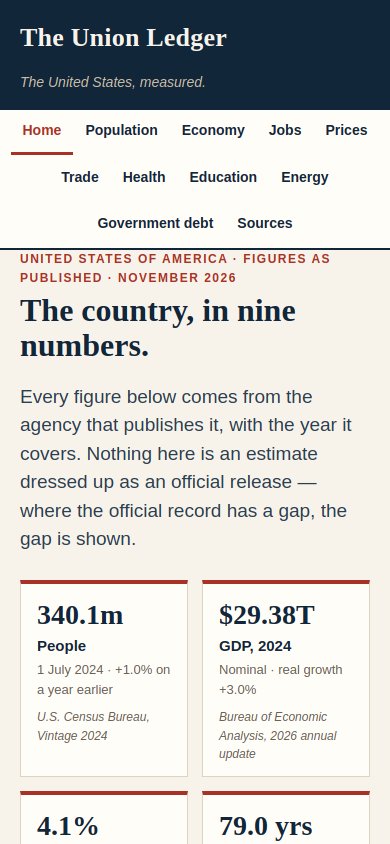 The Union Ledger
The United States, measured.
Home Population Economy Jobs Prices
Trade Health Education Energy
Government debt Sources
UNITED STATES OF AMERICA · FIGURES AS
PUBLISHED · NOVEMBER 2026
The country, in nine
numbers.
Every figure below comes from the
agency that publishes it, with the year it
covers. Nothing here is an estimate
dressed up as an official release —
where the official record has a gap, the
gap is shown.
340.1m
People
1 July 2024 · +1.0% on
a year earlier
U.S. Census Bureau,
Vintage 2024
$29.38T
GDP, 2024
Nominal · real growth
+3.0%
Bureau of Economic
Analysis, 2026 annual
update
4.1%
79.0 yrs